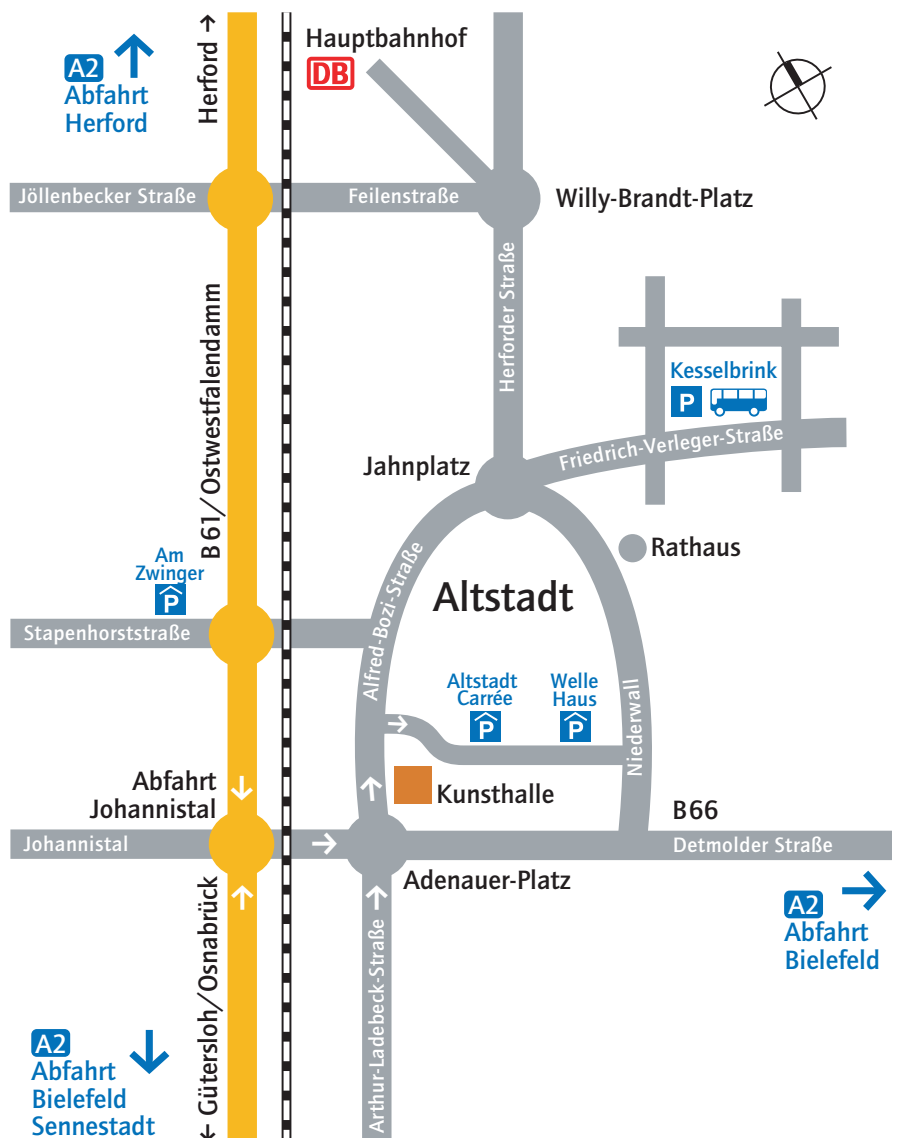 Herford →
Hauptbahnhof
DB
A2
Abfahrt
Herford
Jöllenbecker Straße
Feilenstraße
Willy-Brandt-Platz
Herforder Straße
B61/Ostwestfalendamm
Kesselbrink
P
Friedrich-Verleger-Straße
Jahnplatz
Rathaus
Am
Zwinger
P
Altstadt
Stapenhorststraße
Alfred-Bozi-Straße
Altstadt
Carrée
P
Welle
Haus
P
Niederwall
Abfahrt
Johannistal
Kunsthalle
B66
Johannistal
Detmolder Straße
Adenauer-Platz
A2
Abfahrt
Bielefeld
← Gütersloh/Osnabrück
Arthur-Ladebeck-Straße
A2
Abfahrt
Bielefeld
Sennestadt